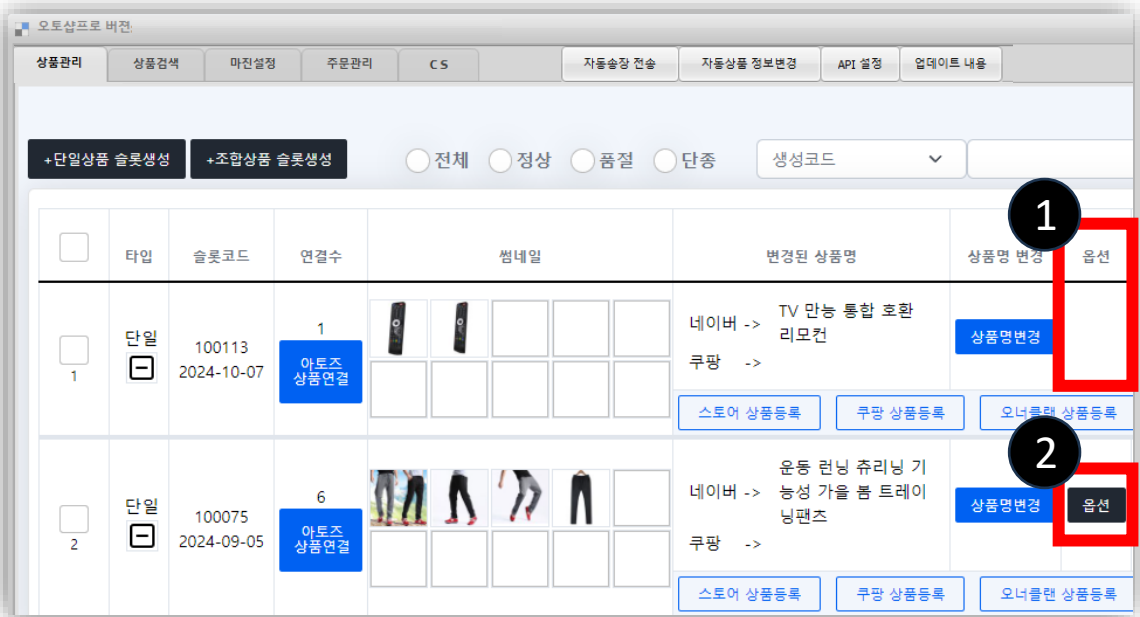 오토샵프로 버젼:
상품관리 상품검색 마진설정 주문관리 C S 자동송장 전송 자동상품 정보변경 API 설정 업데이트 내용
+단일상품 슬롯생성 +조합상품 슬롯생성 전체 정상 품절 단종 생성코드
1
타입 슬롯코드 연결수 썸네일 변경된 상품명 상품명 변경 옵션
1
단일
100113
2024-10-07
1
아토즈
상품연결
네이버 -> TV 만능 통합 호환
리모컨
쿠팡 ->
상품명변경
스토어 상품등록 쿠팡 상품등록 오너클랜 상품등록
2
2
단일
100075
2024-09-05
6
아토즈
상품연결
네이버 -> 운동 런닝 츄리닝 기
능성 가을 봄 트레이
닝팬츠
쿠팡 ->
상품명변경 옵션
스토어 상품등록 쿠팡 상품등록 오너클랜 상품등록